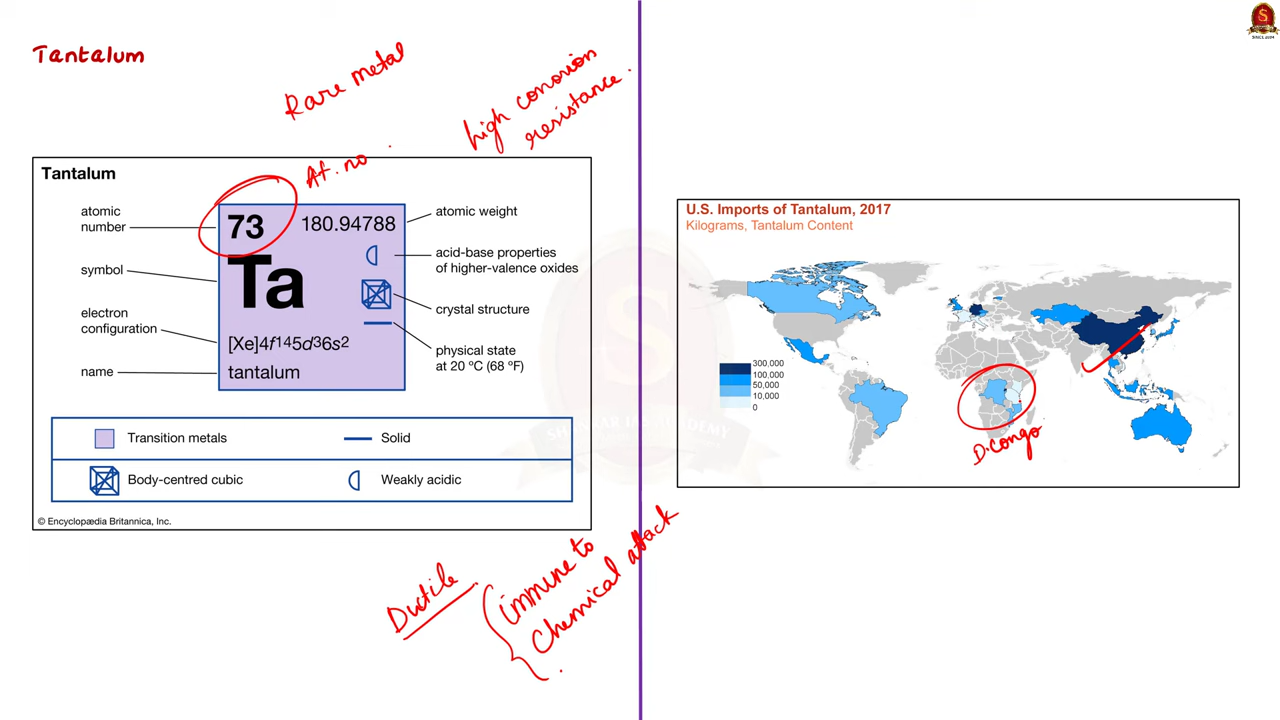 Tantalum
Rare metal
high corrosion
resistance.
At. no
Tantalum
atomic
number
73
180.94788
atomic weight
symbol
Ta
acid-base properties
of higher-valence oxides
crystal structure
electron
configuration
[Xe]4f¹⁴5d³6s²
physical state
at 20 ºC (68 ºF)
name
tantalum
Transition metals
Solid
Body-centred cubic
Weakly acidic
© Encyclopædia Britannica, Inc.
Ductile
immune to
Chemical attack
U.S. Imports of Tantalum, 2017
Kilograms, Tantalum Content
300,000
100,000
50,000
10,000
0
D. Congo